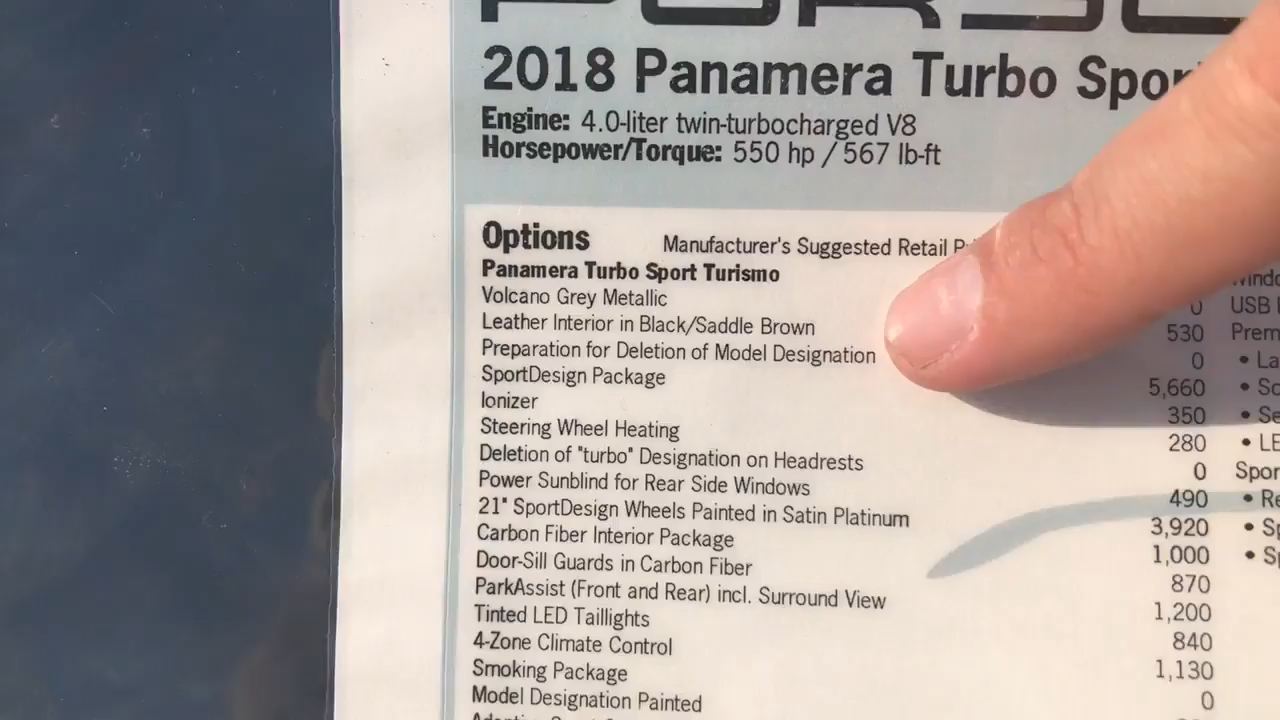 2018 Panamera Turbo
Engine: 4.0-liter twin-turbocharged V8
Horsepower/Torque: 550 hp / 567 lb-ft
Options Manufacturer's Suggested Retail
Panamera Turbo Sport Turismo
Volcano Grey Metallic 0 USB
Leather Interior in Black/Saddle Brown 530
Preparation for Deletion of Model Designation 0
SportDesign Package 5,660
Ionizer 350
Steering Wheel Heating 280
Deletion of "turbo" Designation on Headrests 0
Power Sunblind for Rear Side Windows 490
21" SportDesign Wheels Painted in Satin Platinum 3,920
Carbon Fiber Interior Package 1,000
Door-Sill Guards in Carbon Fiber 870
ParkAssist (Front and Rear) incl. Surround View 1,200
Tinted LED Taillights 840
4-Zone Climate Control 1,130
Smoking Package 0
Model Designation Painted